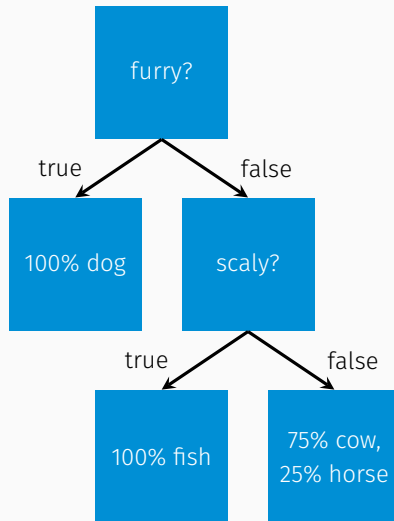 furry?
true
false
100% dog
scaly?
true
false
100% fish
75% cow,
25% horse